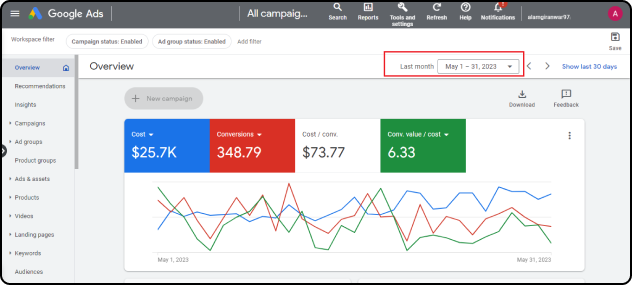 Google Ads
All campaig...
Search
Reports
Tools and settings
Refresh
Help
Notifications
alamgiranwar97.
A
Workspace filter
Campaign status: Enabled
Ad group status: Enabled
Add filter
Save
Overview
Recommendations
Insights
Campaigns
Ad groups
Product groups
Ads & assets
Products
Videos
Landing pages
Keywords
Audiences
Overview
Last month
May 1 – 31, 2023
Show last 30 days
+ New campaign
Download
Feedback
Cost
$25.7K
Conversions
348.79
Cost / conv.
$73.77
Conv. value / cost
6.33
May 1, 2023
May 31, 2023